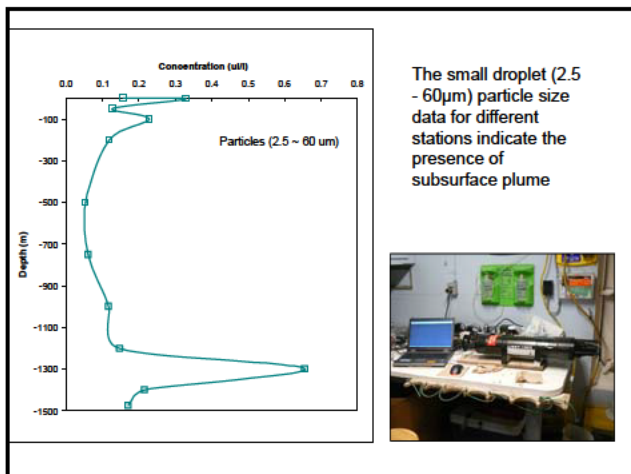 Concentration (ul/l)
0.0 0.1 0.2 0.3 0.4 0.5 0.6 0.7 0.8
-100
Particles (2.5 ~ 60 um)
-300
-500
-700
Depth (m)
-900
-1100
-1300
-1500
The small droplet (2.5
- 60µm) particle size
data for different
stations indicate the
presence of
subsurface plume